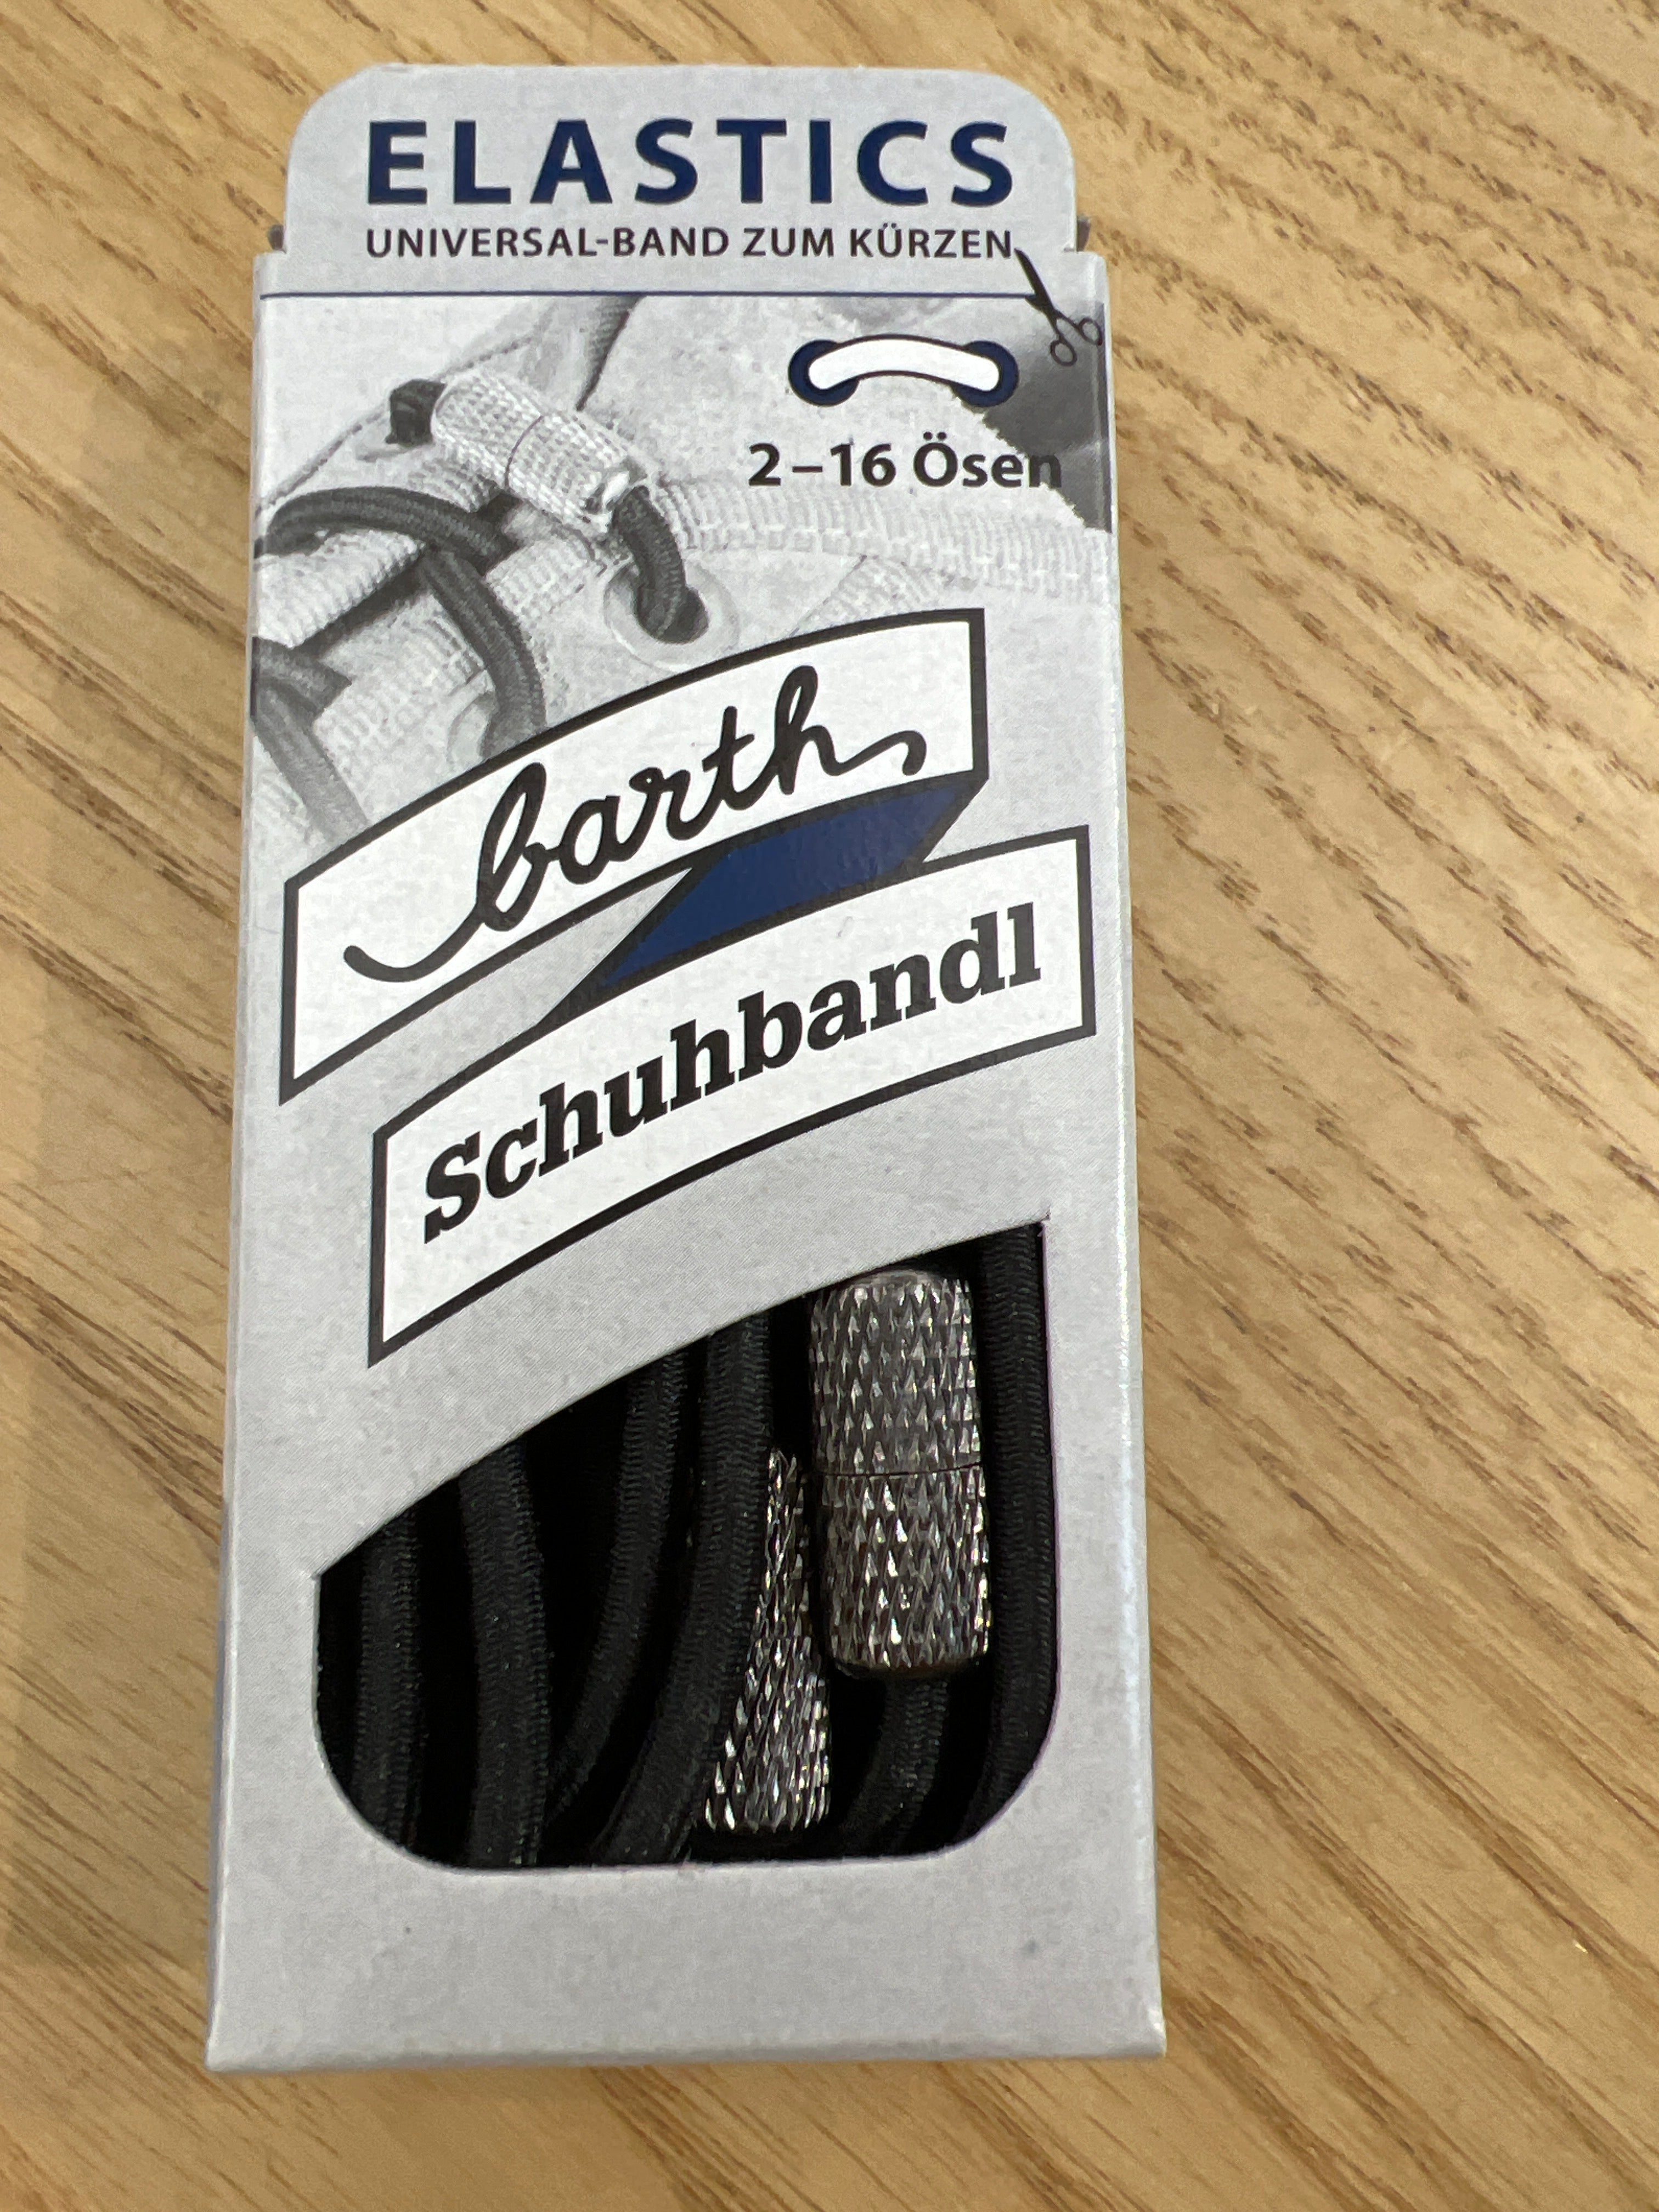 ELASTICS
UNIVERSAL-BAND ZUM KÜRZEN
2–16 Ösen
barth
Schuhbandl